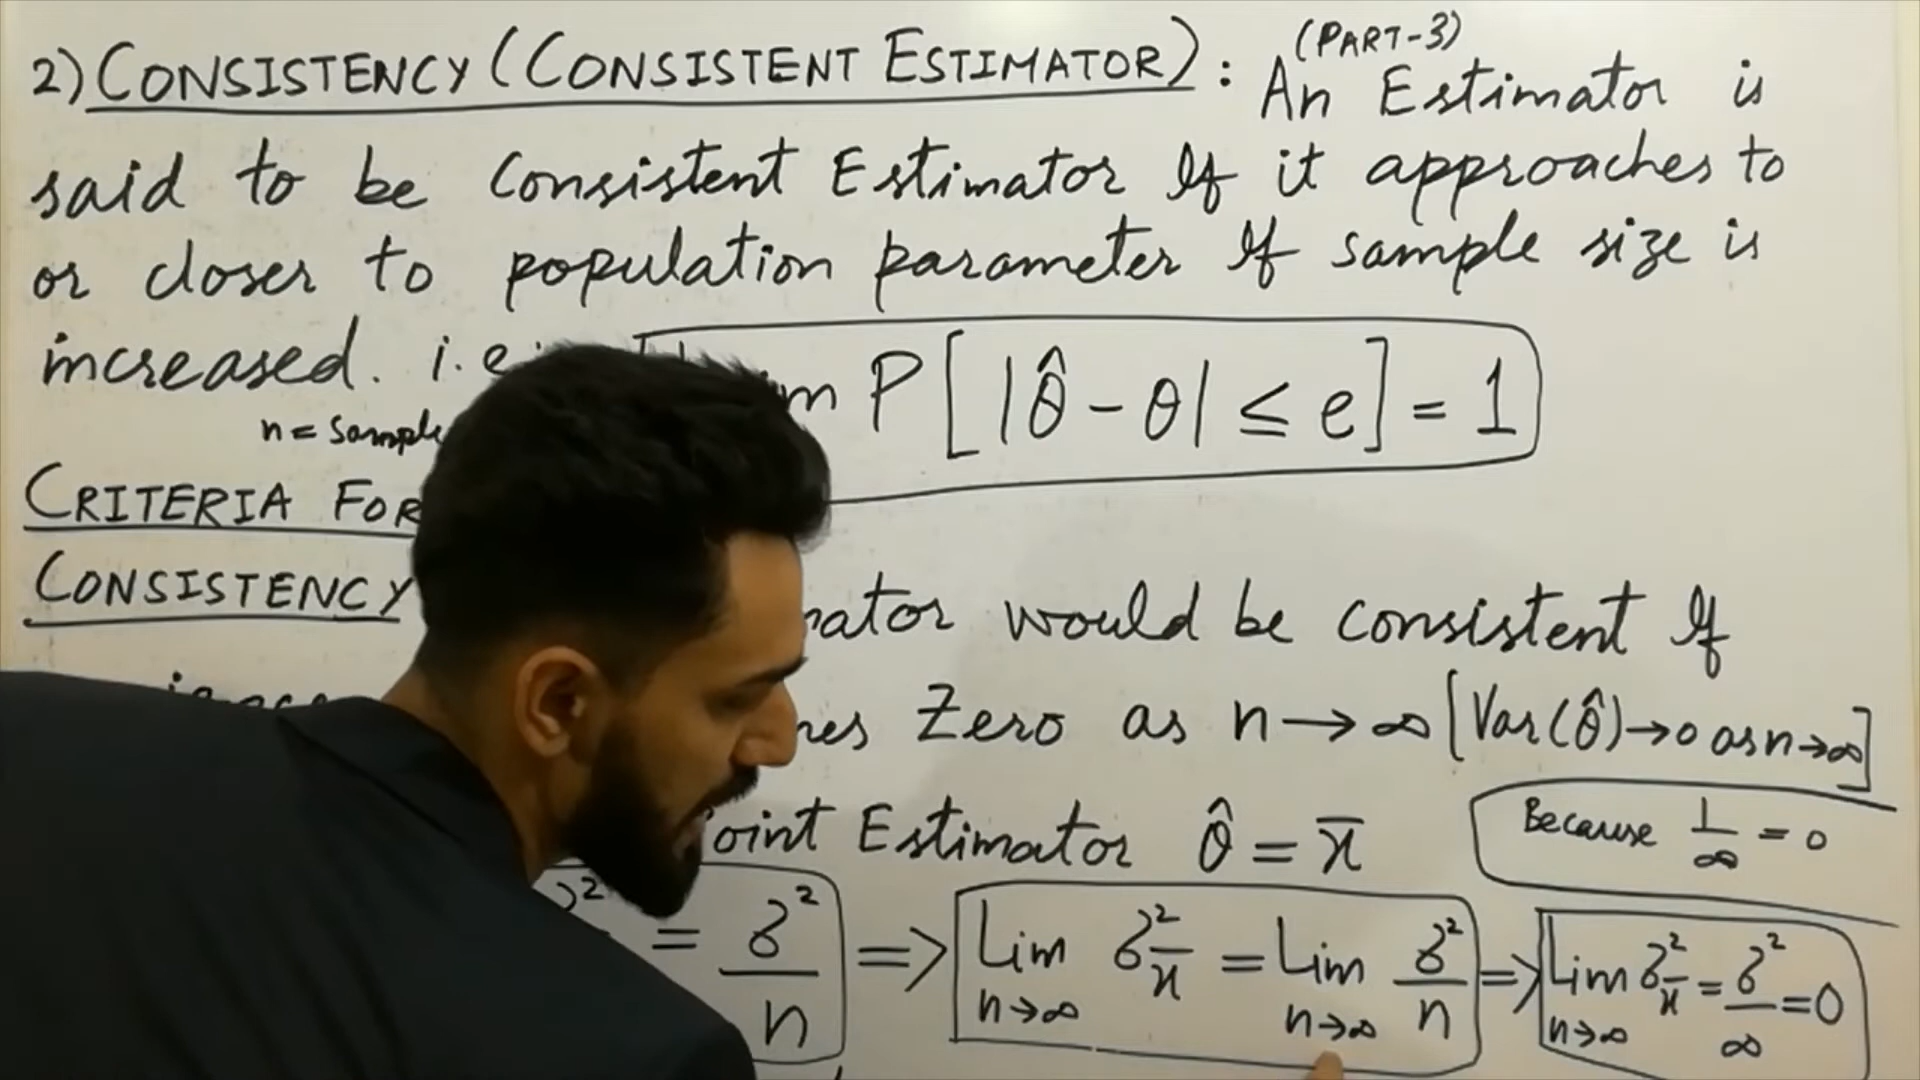 (PART-3)
2) CONSISTENCY (CONSISTENT ESTIMATOR) : An Estimator is
said to be Consistent Estimator If it approaches to
or closer to population parameter If sample size is
increased. i.e. P[|θ̂ - θ| ≤ e] = 1
n = Sample
CRITERIA FOR
CONSISTENCY would be consistent If
Zero as n → ∞ [Var(θ̂) → 0 as n → ∞]
Because 1/∞ = 0
Estimator θ̂ = x̄
= σ²/n => Lim n→∞ σ²x̄ = Lim n→∞ σ²/n => Lim n→∞ σ²x̄ = σ²/∞ = 0